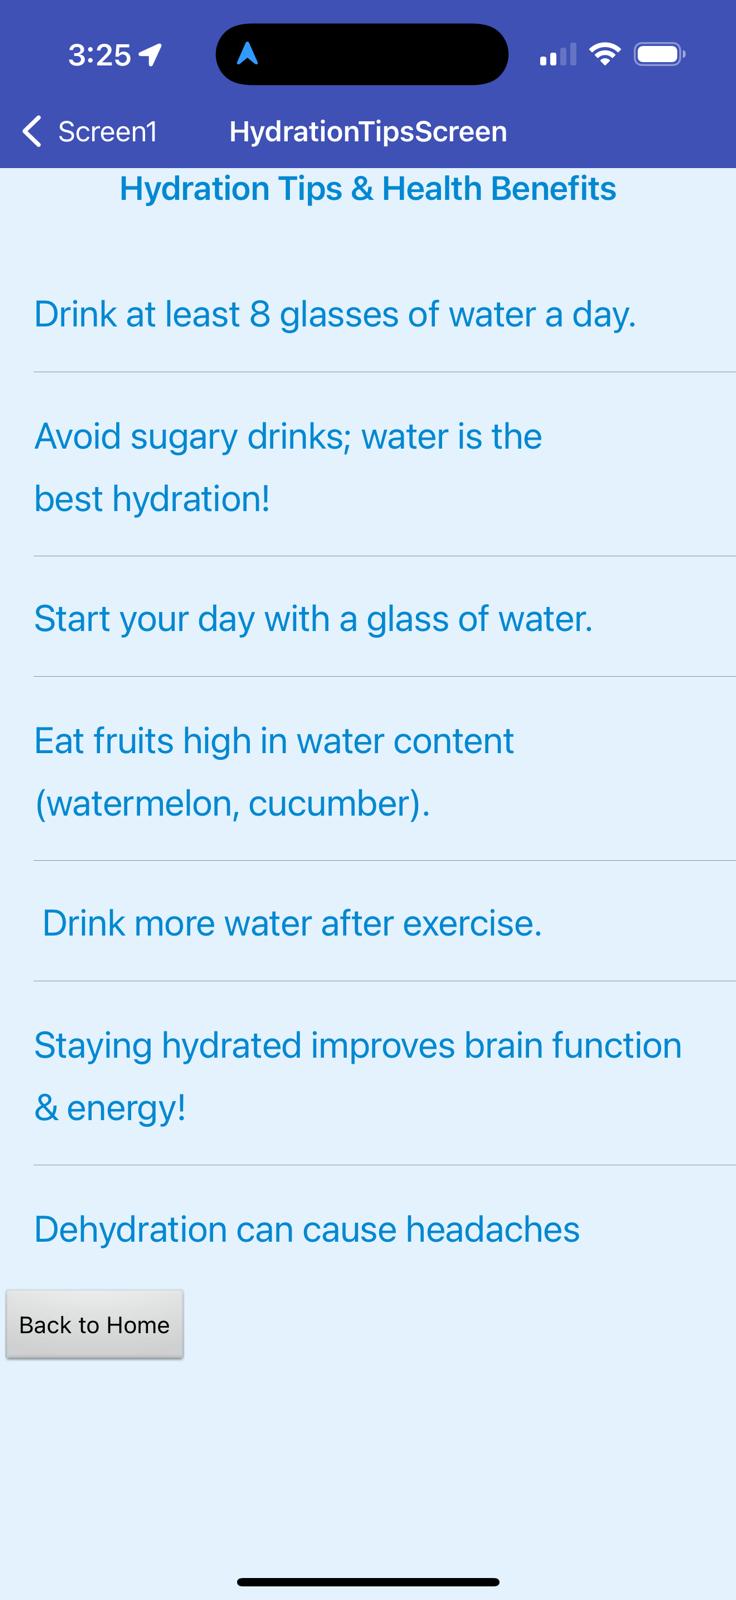 3:25
Screen1
HydrationTipsScreen
Hydration Tips & Health Benefits
Drink at least 8 glasses of water a day.
Avoid sugary drinks; water is the
best hydration!
Start your day with a glass of water.
Eat fruits high in water content
(watermelon, cucumber).
Drink more water after exercise.
Staying hydrated improves brain function
& energy!
Dehydration can cause headaches
Back to Home